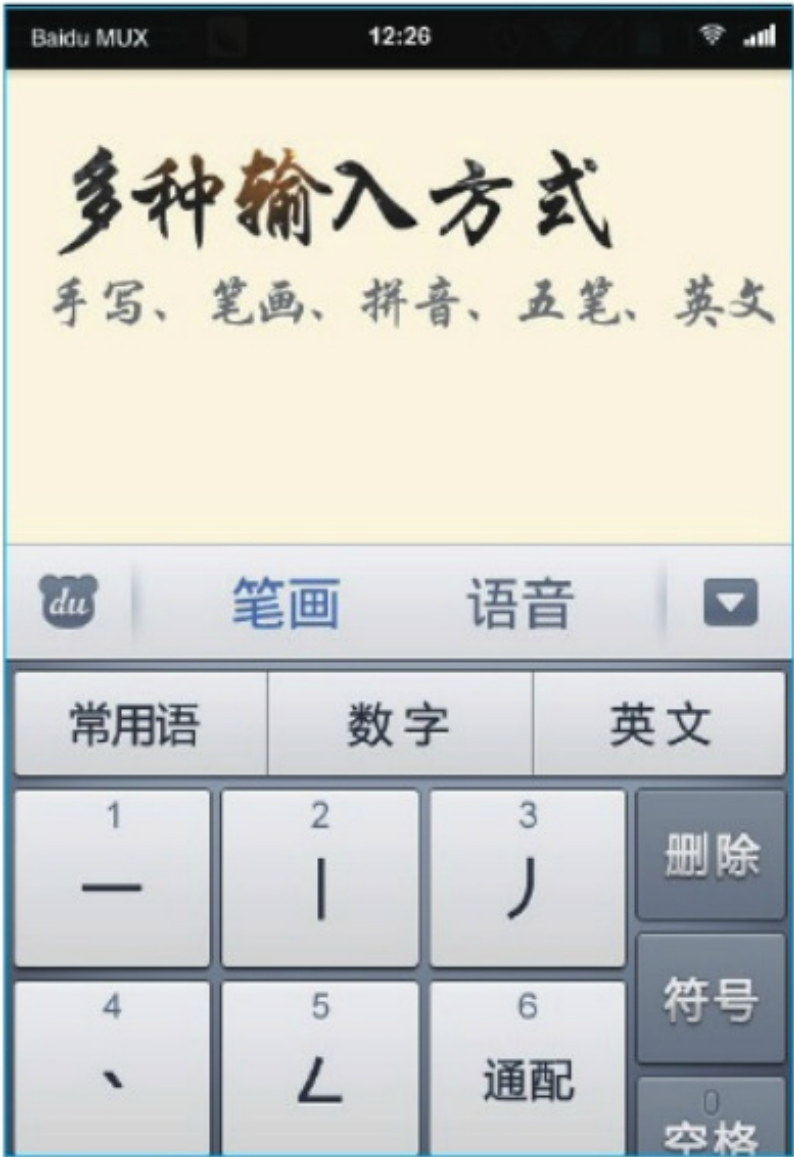 Baidu MUX 12:26
多种输入方式
手写、笔画、拼音、五笔、英文
du 笔画 语音
常用语 数字 英文
1 2 3 删除
一 丨 丿
4 5 6 符号
丶 ㄥ 通配
0
空格